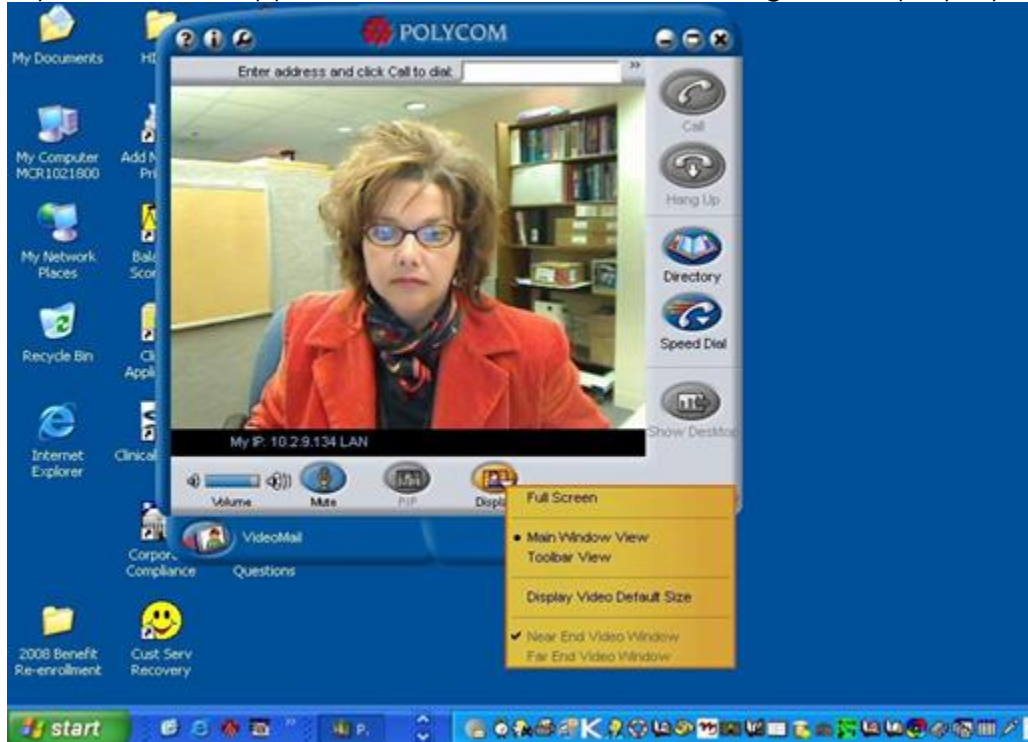 My Documents
POLYCOM
Enter address and click Call to dial:
Call
My Computer
MCR1021800
Hang Up
My Network
Places
Directory
Recycle Bin
Speed Dial
Internet
Explorer
My IP: 10.2.9.134 LAN
Show Desktop
Volume
Mute
PIP
Display
Full Screen
Main Window View
Toolbar View
Display Video Default Size
Near End Video Window
Far End Video Window
VideoMail
Compliance
Questions
2008 Benefit
Re-enrollment
Cust Serv
Recovery
start
P.